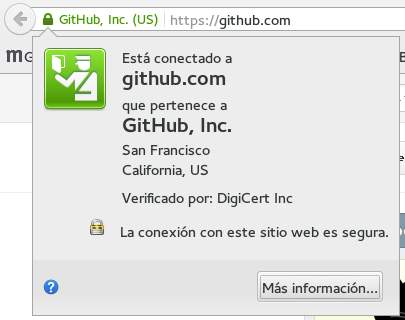 GitHub, Inc. (US) https://github.com
Está conectado a
github.com
que pertenece a
GitHub, Inc.
San Francisco
California, US
Verificado por: DigiCert Inc
La conexión con este sitio web es segura.
Más información...